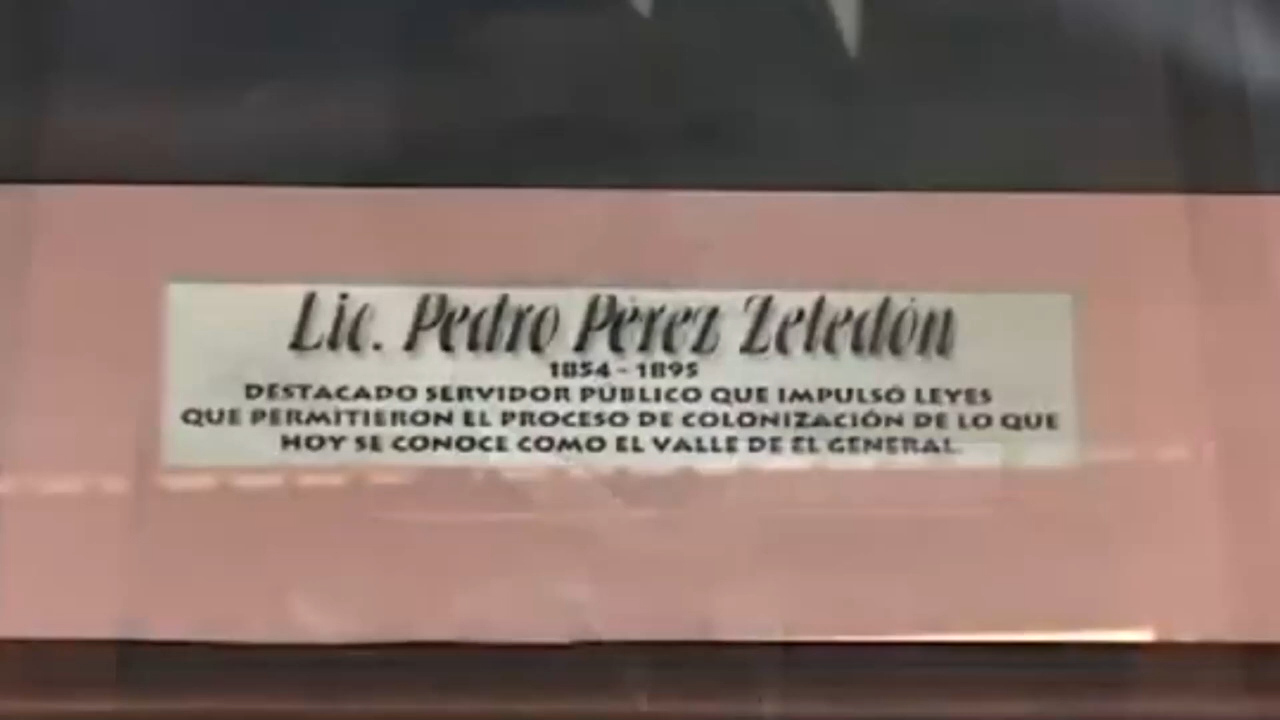 Lic. Pedro Pérez Zeledón
1854 - 1895
DESTACADO SERVIDOR PÚBLICO QUE IMPULSÓ LEYES
QUE PERMITIERON EL PROCESO DE COLONIZACIÓN DE LO QUE
HOY SE CONOCE COMO EL VALLE DE EL GENERAL.